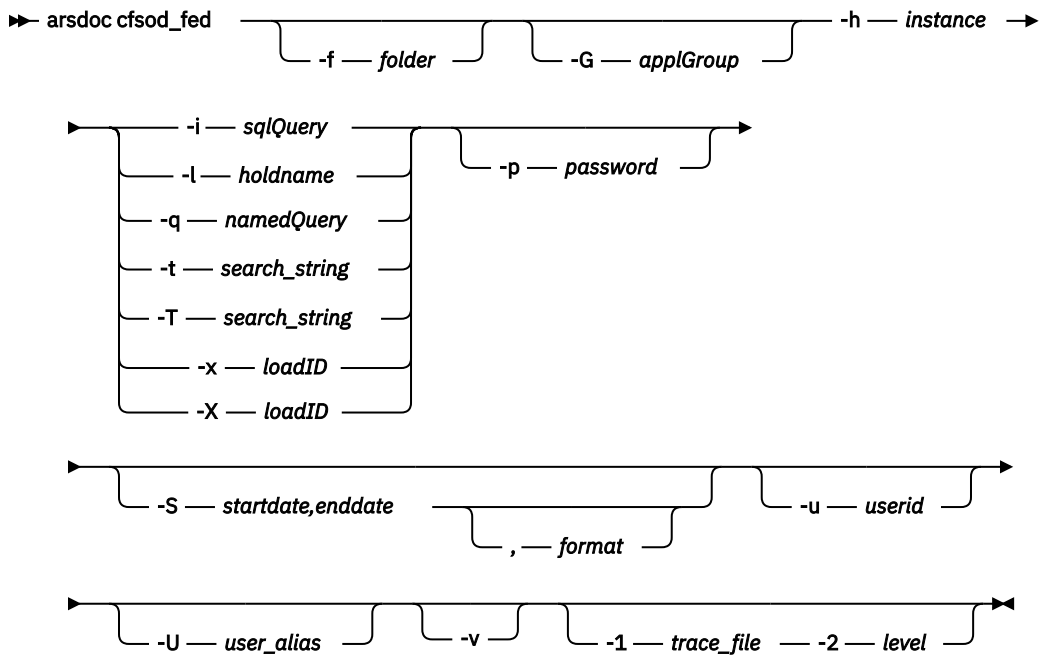 arsdoc cfsod_fed -h instance
-f folder -G applGroup
-i sqlQuery
-l holdname -p password
-q namedQuery
-t search_string
-T search_string
-x loadID
-X loadID
-S startdate,enddate -u userid
, format
-U user_alias -v -1 trace_file -2 level